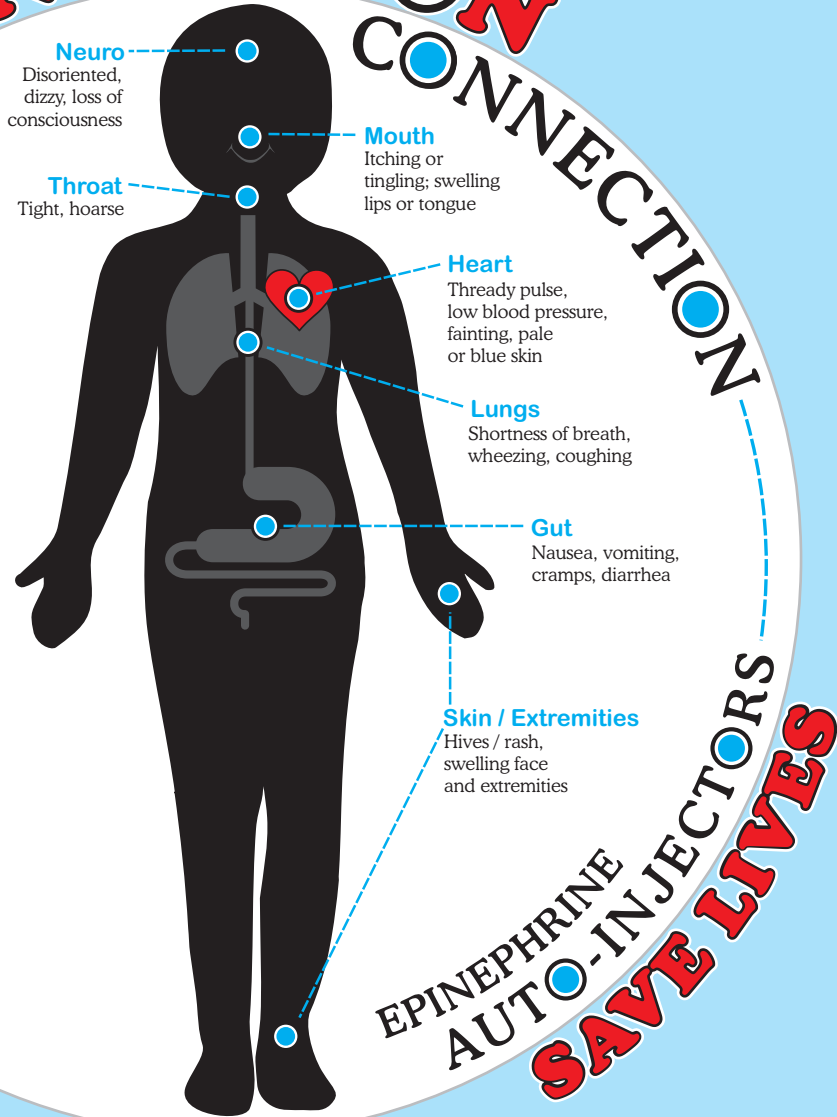 CONNECTION
Neuro
Disoriented,
dizzy, loss of
consciousness
Mouth
Itching or
tingling; swelling
lips or tongue
Throat
Tight, hoarse
Heart
Thready pulse,
low blood pressure,
fainting, pale
or blue skin
Lungs
Shortness of breath,
wheezing, coughing
Gut
Nausea, vomiting,
cramps, diarrhea
Skin / Extremities
Hives / rash,
swelling face
and extremities
EPINEPHRINE
AUTO-INJECTORS
SAVE LIVES